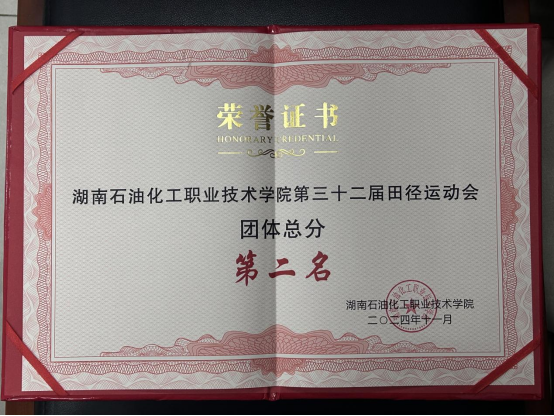 荣誉证书
HONORARY CREDENTIAL
湖南石油化工职业技术学院第三十二届田径运动会
团体总分
第二名
湖南石油化工职业技术学院
二〇二四年十一月